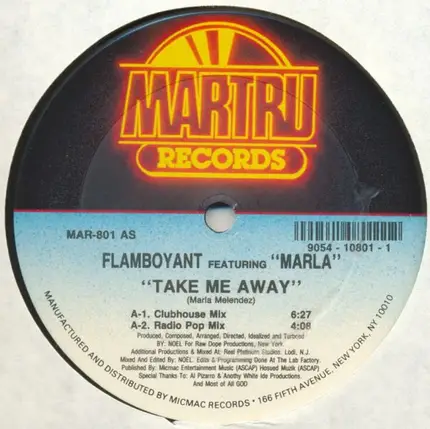 MARTRU
RECORDS
MAR-801 AS
9054 - 10801 - 1
FLAMBOYANT FEATURING "MARLA"
"TAKE ME AWAY"
(Marla Melendez)
A-1. Clubhouse Mix 6:27
A-2. Radio Pop Mix 4:08
Produced, Composed, Arranged, Directed, Idealized and Turboed
BY: NOEL For Raw Dope Productions, New York.
Additional Productions & Mixed At: Real Platinum Studios: Lodi, N.J.
Mixed And Edited By: NOEL: Edits & Programming Done At The Lab Factory.
Published By: Micmac Entertainment Music (ASCAP) Hossed Muzik (ASCAP)
Special Thanks To: Al Pizarro & Anothy White Ide Productions
And Most of All GOD
MANUFACTURED AND DISTRIBUTED BY MICMAC RECORDS • 166 FIFTH AVENUE, NEW YORK, NY 10010